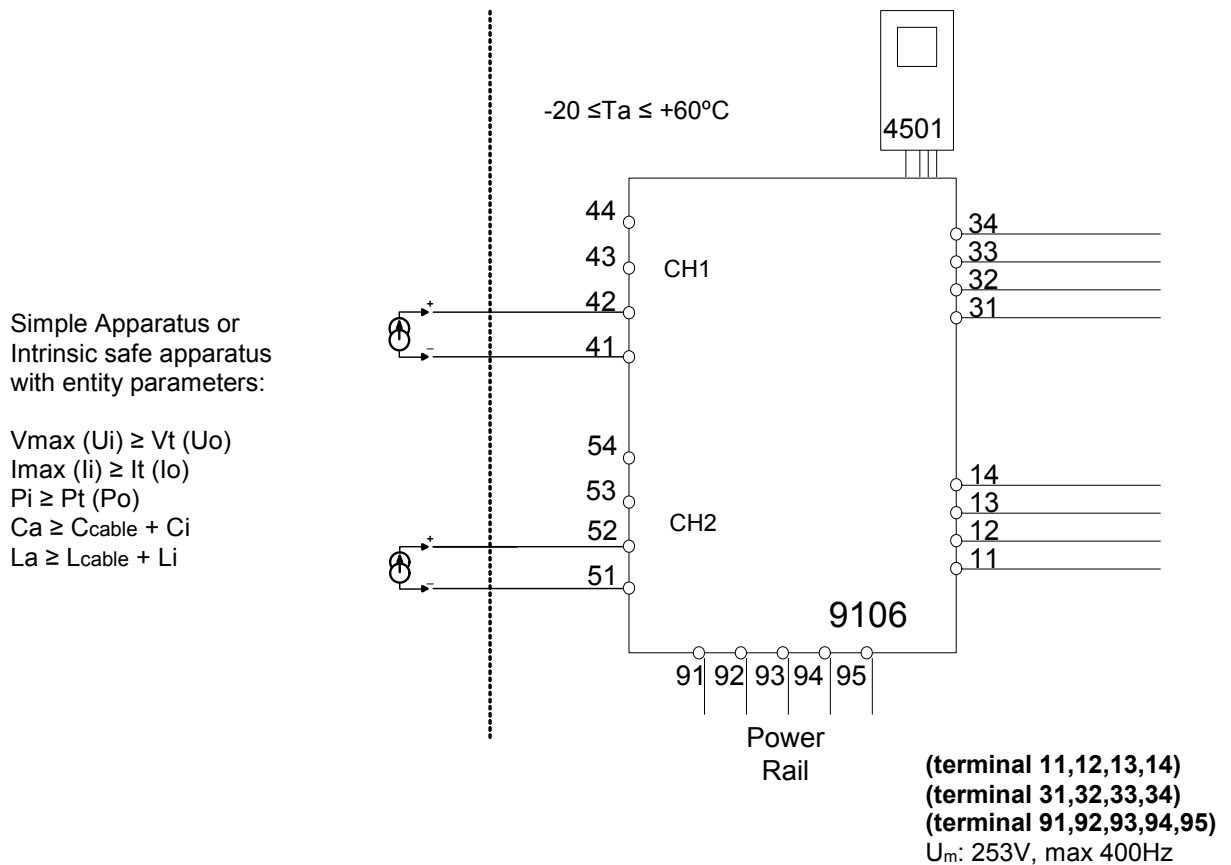 -20 ≤Ta ≤ +60ºC
4501
44
43
42
41
CH1
+
–
34
33
32
31
Simple Apparatus or
Intrinsic safe apparatus
with entity parameters:
Vmax (Ui) ≥ Vt (Uo)
Imax (Ii) ≥ It (Io)
Pi ≥ Pt (Po)
Ca ≥ Ccable + Ci
La ≥ Lcable + Li
54
53
52
51
CH2
+
–
14
13
12
11
9106
91 92 93 94 95
Power
Rail
(terminal 11,12,13,14)
(terminal 31,32,33,34)
(terminal 91,92,93,94,95)
Um: 253V, max 400Hz